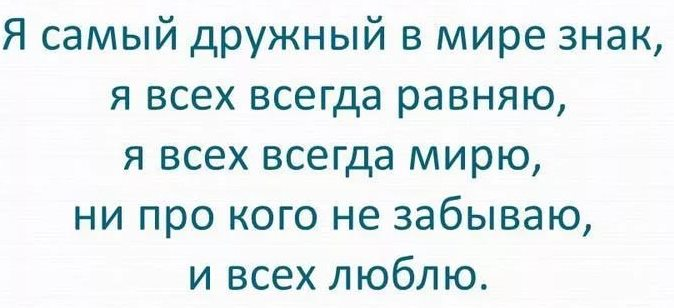 Я самый дружный в мире знак,
я всех всегда равняю,
я всех всегда мирю,
ни про кого не забываю,
и всех люблю.